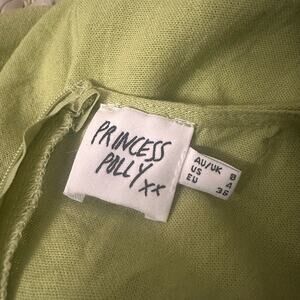 PRINCESS
POLLY xx
AU/UK 8
US 4
EU 36